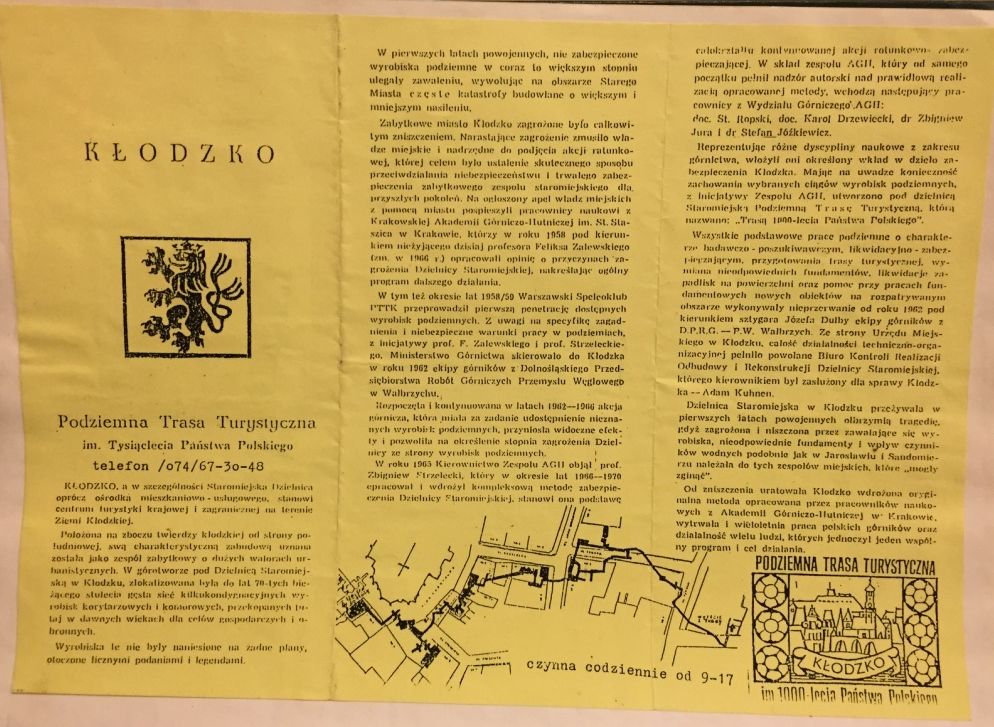 KŁODZKO
Podziemna Trasa Turystyczna
im. Tysiąclecia Państwa Polskiego
telefon /074/67-30-48
KŁODZKO, a w szczególności Staromiejska Dzielnica
oprócz ośrodka mieszkaniowo-usługowego, stanowi
centrum turystyki krajowej i zagranicznej na terenie
Ziemi Kłodzkiej.
Położona na zboczu twierdzy kłodzkiej od strony po-
łudniowej, swą charakterystyczną zabudową uznana
została jako zespół zabytkowy o dużych walorach ur-
banistycznych. W górotworze pod Dzielnicą Staromiej-
ską w Kłodzku, zlokalizowana była do lat 70-tych bie-
żącego stulecia gęsta sieć kilkukondygnacyjnych wy-
robisk korytarzowych i komorowych, przekopanych tu-
taj w dawnych wiekach dla celów gospodarczych i o-
bronnych.
Wyrobiska te nie były naniesione na żadne plany,
otoczone licznymi podaniami i legendami.
W pierwszych latach powojennych, nie zabezpieczone
wyrobiska podziemne w coraz to większym stopniu
ulegały zawaleniu, wywołując na obszarze Starego
Miasta częste katastrofy budowlane o większym i
mniejszym nasileniu.
Zabytkowe miasto Kłodzko zagrożone było całkowi-
tym zniszczeniem. Narastające zagrożenie zmusiło wła-
dze miejskie i nadrzędne do podjęcia akcji ratunko-
wej, której celem było ustalenie skutecznego sposobu
przeciwdziałania niebezpieczeństwu i trwałego zabez-
pieczenia zabytkowego zespołu staromiejskiego dla
przyszłych pokoleń. Na ogłoszony apel władz miejskich
z pomocą miastu pospieszyli pracownicy naukowi z
Krakowskiej Akademii Górniczo-Hutniczej im. St. Sta-
szica w Krakowie, którzy w roku 1958 pod kierun-
kiem nieżyjącego dzisiaj profesora Feliksa Zalewskiego
(zm. w 1966 r.) opracowali opinię o przyczynach za-
grożenia Dzielnicy Staromiejskiej, nakreślając ogólny
program dalszego działania.
W tym też okresie lat 1958/59 Warszawski Speleoklub
PTTK przeprowadził pierwszą penetrację dostępnych
wyrobisk podziemnych. Z uwagi na specyfikę zagad-
nienia i niebezpieczne warunki pracy w podziemiach,
z inicjatywy prof. F. Zalewskiego i prof. Strzeleckie-
go, Ministerstwo Górnictwa skierowało do Kłodzka
w roku 1962 ekipy górników z Dolnośląskiego Przed-
siębiorstwa Robót Górniczych Przemysłu Węglowego
w Wałbrzychu.
Rozpoczęta i kontynuowana w latach 1962—1966 akcja
górnicza, która miała za zadanie udostępnienie niezna-
nych wyrobisk podziemnych, przyniosła widoczne efek-
ty i pozwoliła na określenie stopnia zagrożenia Dziel-
nicy ze strony wyrobisk podziemnych.
W roku 1965 Kierownictwo Zespołu AGH objął prof.
Zbigniew Strzelecki, który w okresie lat 1966—1970
opracował i wdrożył kompleksową metodę zabezpie-
czenia Dzielnicy Staromiejskiej, stanowi ona podstawę
całokształtu kontynuowanej akcji ratunkowo-zabez-
pieczającej. W skład zespołu AGH, który od samego
początku pełnił nadzór autorski nad prawidłową reali-
zacją opracowanej metody, wchodzą następujący pra-
cownicy z Wydziału Górniczego AGH:
doc. St. Ropski, doc. Karol Drzewiecki, dr Zbigniew
Jura i dr Stefan Jóźkiewicz.
Reprezentując różne dyscypliny naukowe z zakresu
górnictwa, włożyli oni określony wkład w dzieło za-
bezpieczenia Kłodzka. Mając na uwadze konieczność
zachowania wybranych ciągów wyrobisk podziemnych,
z inicjatywy Zespołu AGH, utworzono pod dzielnicą
Staromiejską Podziemną Trasę Turystyczną, którą
nazwano: „Trasą 1000-lecia Państwa Polskiego".
Wszystkie podstawowe prace podziemne o charakte-
rze badawczo-poszukiwawczym, likwidacyjno-zabez-
pieczającym, przygotowania trasy turystycznej, wy-
miana nieodpowiednich fundamentów, likwidacje za-
padlisk na powierzchni oraz pomoc przy pracach fun-
damentowych nowych obiektów na rozpatrywanym
obszarze wykonywały nieprzerwanie od roku 1962 pod
kierunkiem sztygara Józefa Dulby ekipy górników z
D.P.R.G.—P.W. Wałbrzych. Ze strony Urzędu Miejs-
kiego w Kłodzku, całość działalności techniczno-orga-
nizacyjnej pełniło powołane Biuro Kontroli Realizacji
Odbudowy i Rekonstrukcji Dzielnicy Staromiejskiej,
którego kierownikiem był zasłużony dla sprawy Kłodz-
ka — Adam Kuhnen.
Dzielnica Staromiejska w Kłodzku przeżywała w
pierwszych latach powojennych olbrzymią tragedię,
gdyż zagrożona i niszczona przez zawalające się wy-
robiska, nieodpowiednie fundamenty i wpływ czynni-
ków wodnych podobnie jak w Jarosławiu i Sandomie-
rzu należała do tych zespołów miejskich, które „mogły
zginąć".
Od zniszczenia uratowała Kłodzko wdrożona orygi-
nalna metoda opracowana przez pracowników nauko-
wych z Akademii Górniczo-Hutniczej w Krakowie,
wytrwała i wieloletnia praca polskich górników oraz
działalność wielu ludzi, których jednoczył jeden wspól-
ny program i cel działania.
czynna codziennie od 9-17
PODZIEMNA TRASA TURYSTYCZNA
KŁODZKO
im 1000-lecia Państwa Polskiego